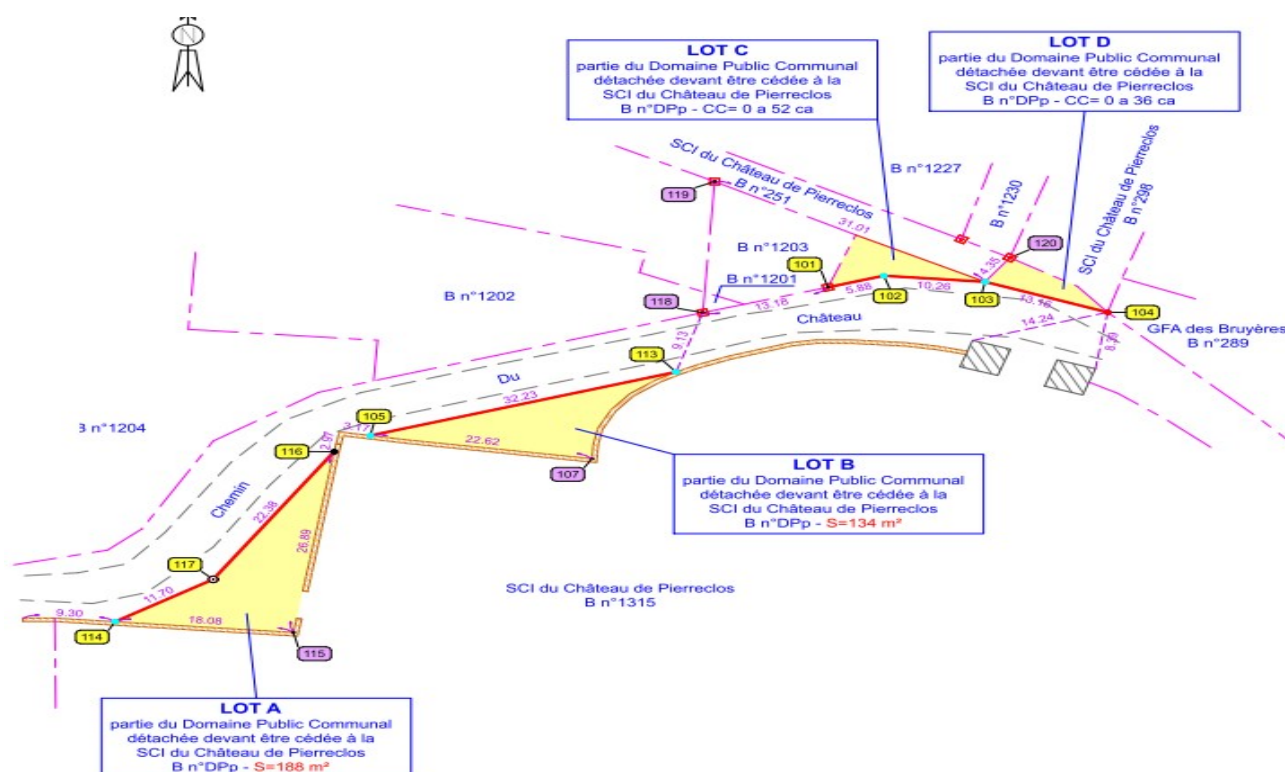 N
LOT C
partie du Domaine Public Communal
détachée devant être cédée à la
SCI du Château de Pierreclos
B n°DPp - CC= 0 a 52 ca
LOT D
partie du Domaine Public Communal
détachée devant être cédée à la
SCI du Château de Pierreclos
B n°DPp - CC= 0 a 36 ca
SCI du Château de Pierreclos
B n°251
B n°1227
B n°1230
SCI du Château de Pierreclos
B n°298
119
31.01
120
B n°1203
4.35
101
B n°1201
B n°1202
118
13.18
5.88
102
10.26
103
13.16
104
Château
14.24
GFA des Bruyères
B n°289
8.39
9.13
113
Du
32.23
105
3.17
B n°1204
116
2.97
22.62
107
LOT B
partie du Domaine Public Communal
détachée devant être cédée à la
SCI du Château de Pierreclos
B n°DPp - S=134 m²
Chemin
22.38
26.89
117
11.70
SCI du Château de Pierreclos
B n°1315
9.30
114
18.08
115
LOT A
partie du Domaine Public Communal
détachée devant être cédée à la
SCI du Château de Pierreclos
B n°DPp - S=188 m²